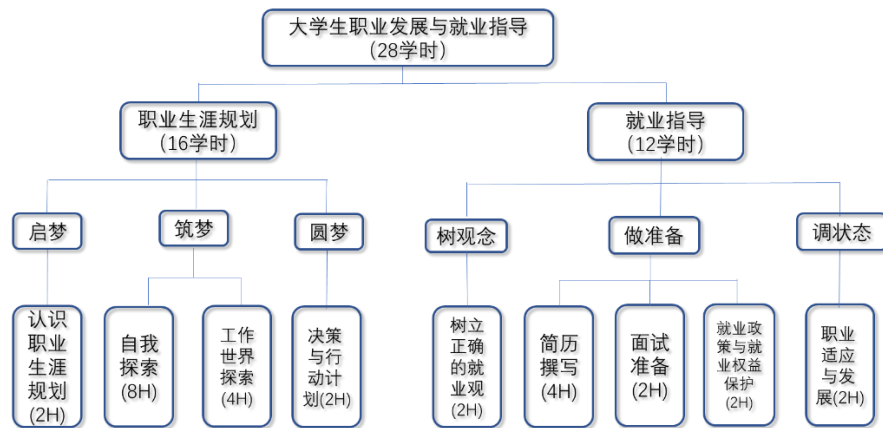 大学生职业发展与就业指导
(28学时)
职业生涯规划
(16学时)
就业指导
(12学时)
启梦
筑梦
圆梦
树观念
做准备
调状态
认识
职业
生涯
规划
(2H)
自我
探索
(8H)
工作
世界
探索
(4H)
决策
与行
动计
划(2H)
树立
正确
的就
业观
(2H)
简历
撰写
(4H)
面试
准备
(2H)
就业政
策与就
业权益
保护
(2H)
职业
适应
与发
展(2H)